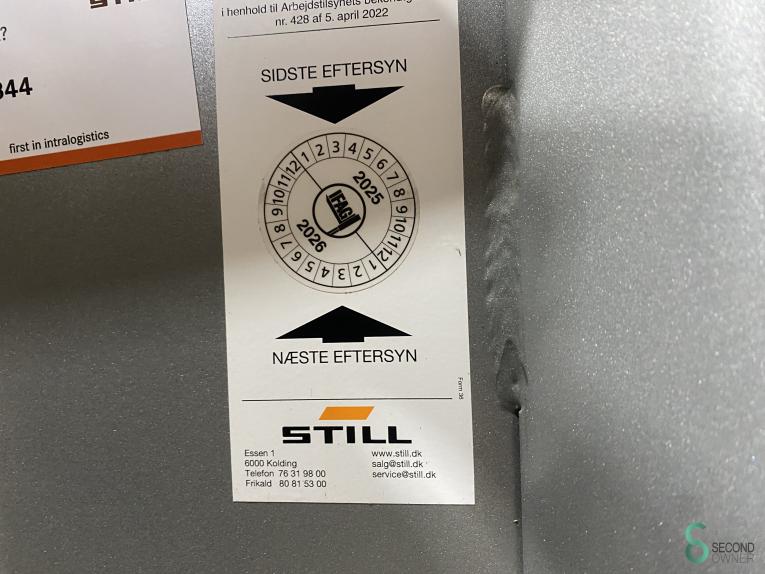 ?
344
first in intralogistics
i henhold til Arbejdstilsynets
nr. 428 af 5. april 2022
SIDSTE EFTERSYN
1 2 3 4 5 6 7 8 9 10 11 12
2025
FAG
2026
1 2 3 4 5 6 7 8 9 10 11 12
NÆSTE EFTERSYN
Form 36
STILL
Essen 1
6000 Kolding
Telefon 76 31 98 00
Frikald 80 81 53 00
www.still.dk
salg@still.dk
service@still.dk
SECOND
OWNER